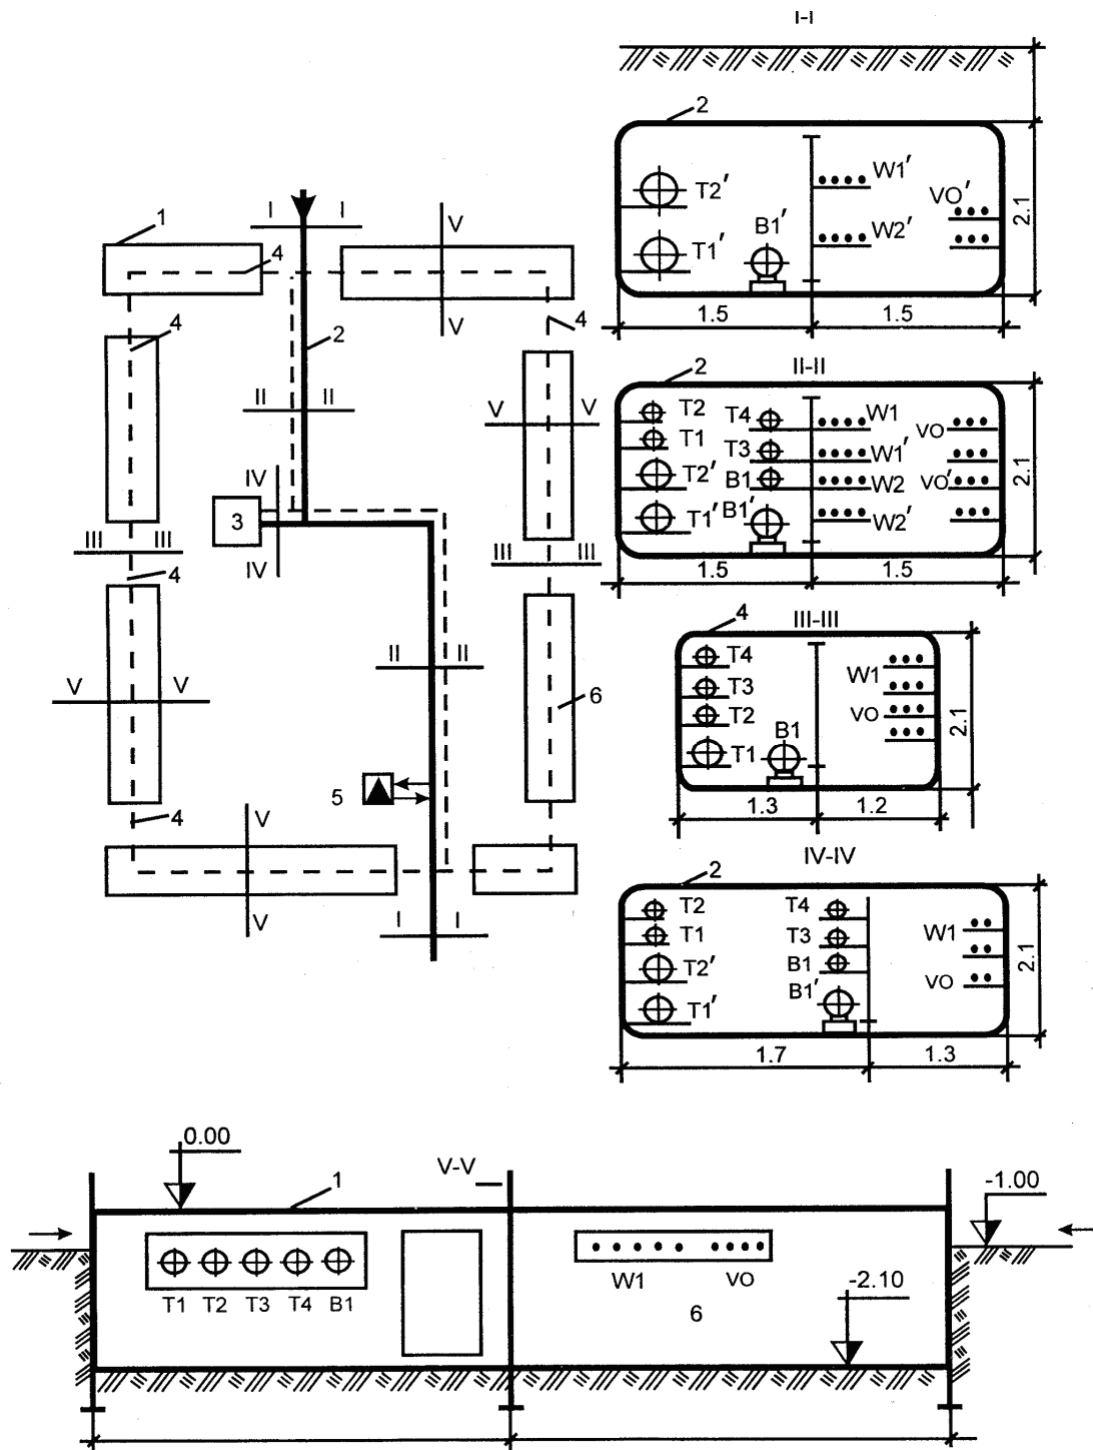 I-I
2
T2′
T1′
B1′
W1′
W2′
VO′
2.1
1.5
1.5
1
4
I
I
V
V
4
4
2
II
II
V
V
IV
3
IV
III
III
4
III
III
V
V
II
II
6
5
4
V
V
I
I
II-II
2
T2
T4
W1
VO
T1
T3
W1′
T2′
B1
W2
VO′
T1′
B1′
W2′
2.1
1.5
1.5
III-III
4
T4
T3
W1
T2
VO
T1
B1
2.1
1.3
1.2
IV-IV
2
T2
T4
T1
T3
W1
T2′
B1
VO
T1′
B1′
2.1
1.7
1.3
V-V
0.00
1
-1.00
T1 T2 T3 T4 B1
W1 VO
-2.10
6